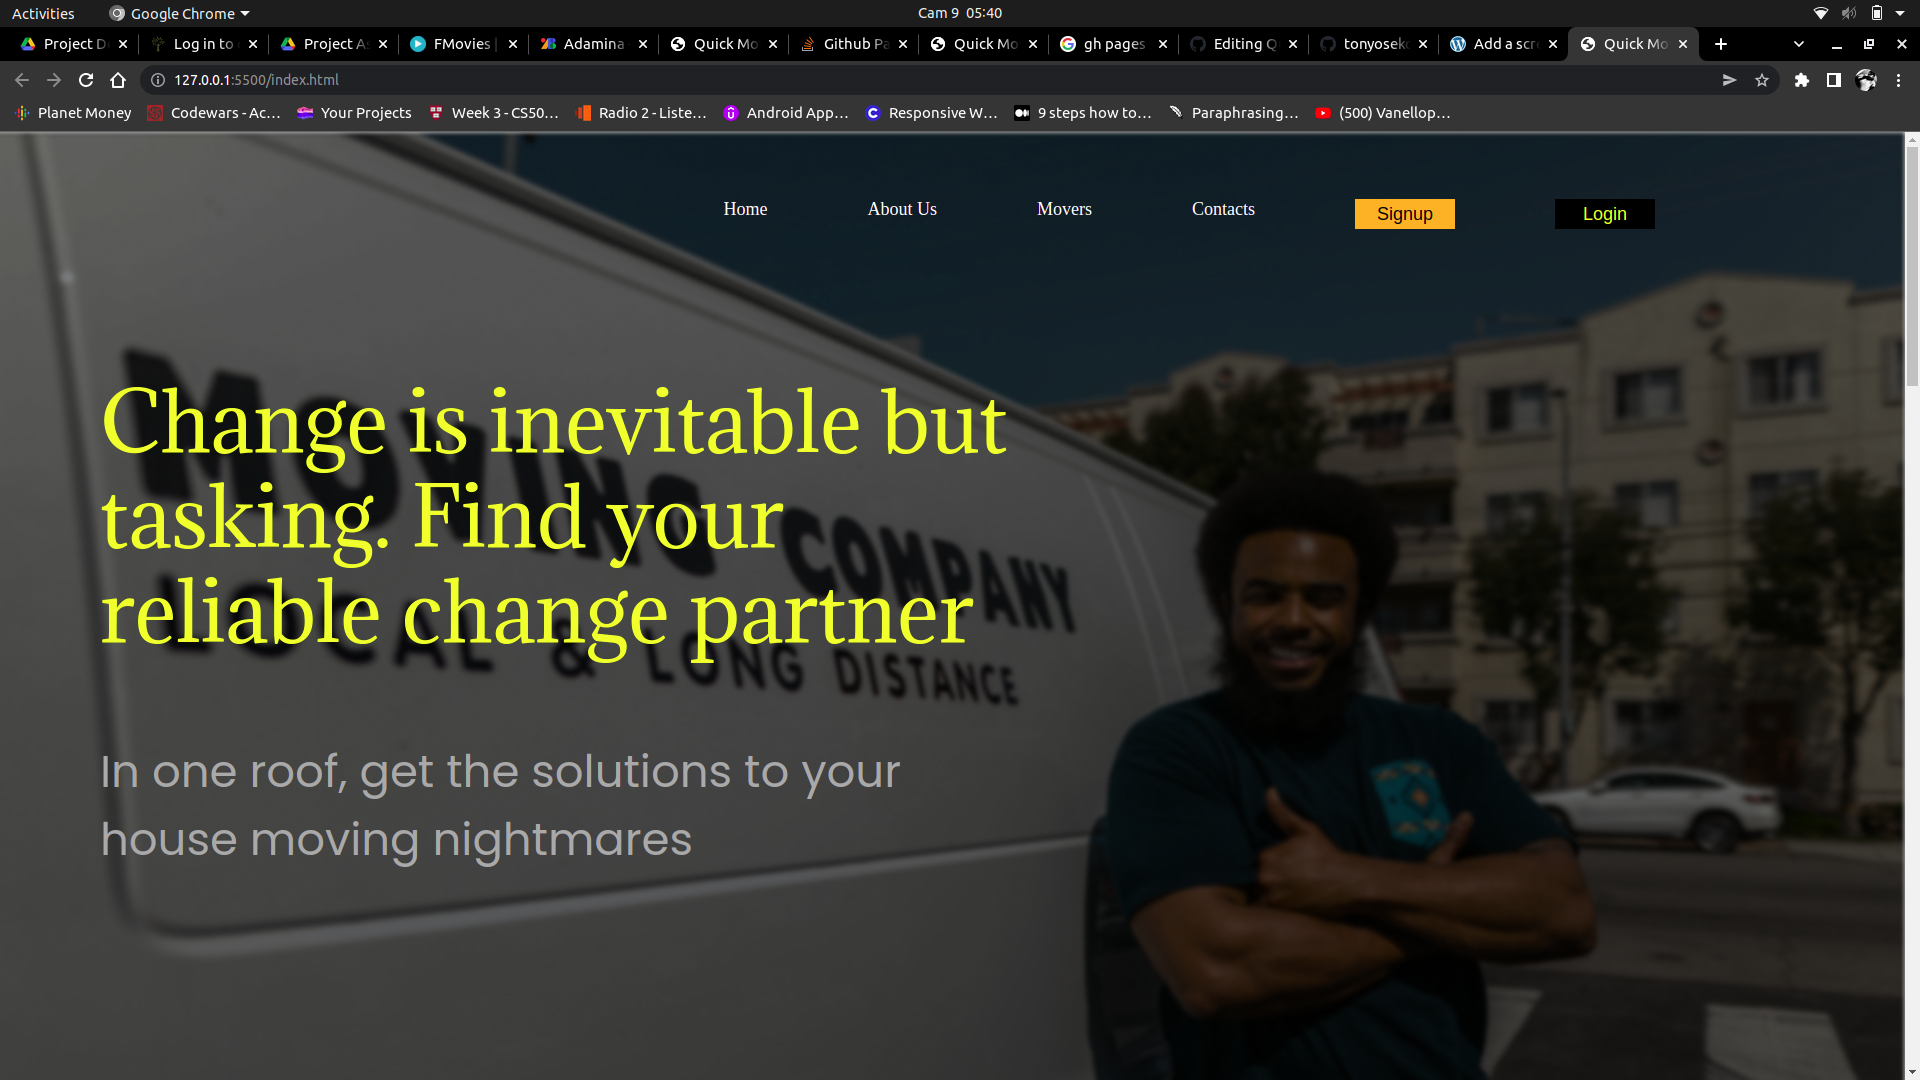 Activities
Google Chrome
Cam 9 05:40
Project D
Log in to
Project As
FMovies |
Adamina
Quick Mo
Github Pa
Quick Mo
gh pages
Editing Q
tonyoseko
Add a scr
Quick Mo
127.0.0.1:5500/index.html
Planet Money
Codewars - Ac…
Your Projects
Week 3 - CS50…
Radio 2 - Liste…
Android App…
Responsive W…
9 steps how to…
Paraphrasing…
(500) Vanellop…
Home
About Us
Movers
Contacts
Signup
Login
Change is inevitable but
tasking. Find your
reliable change partner
MOVING COMPANY
LOCAL & LONG DISTANCE
In one roof, get the solutions to your
house moving nightmares